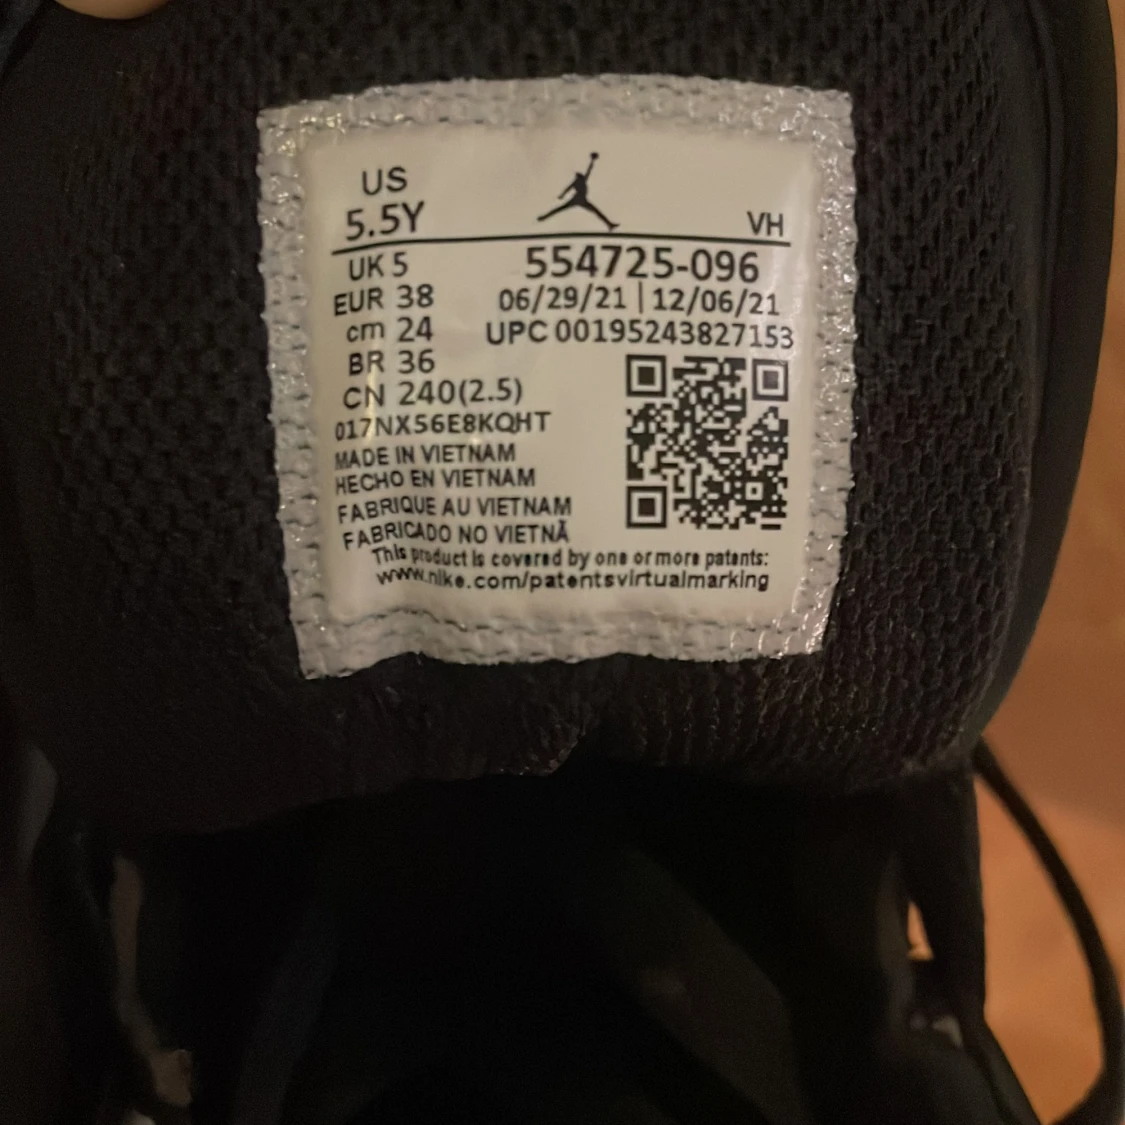 US
5.5Y
VH
UK 5
554725-096
EUR 38
06/29/21 | 12/06/21
cm 24
UPC 00195243827153
BR 36
CN 240(2.5)
017NX56E8KQHT
MADE IN VIETNAM
HECHO EN VIETNAM
FABRIQUE AU VIETNAM
FABRICADO NO VIETNÃ
This product is covered by one or more patents:
www.nike.com/patentsvirtualmarking